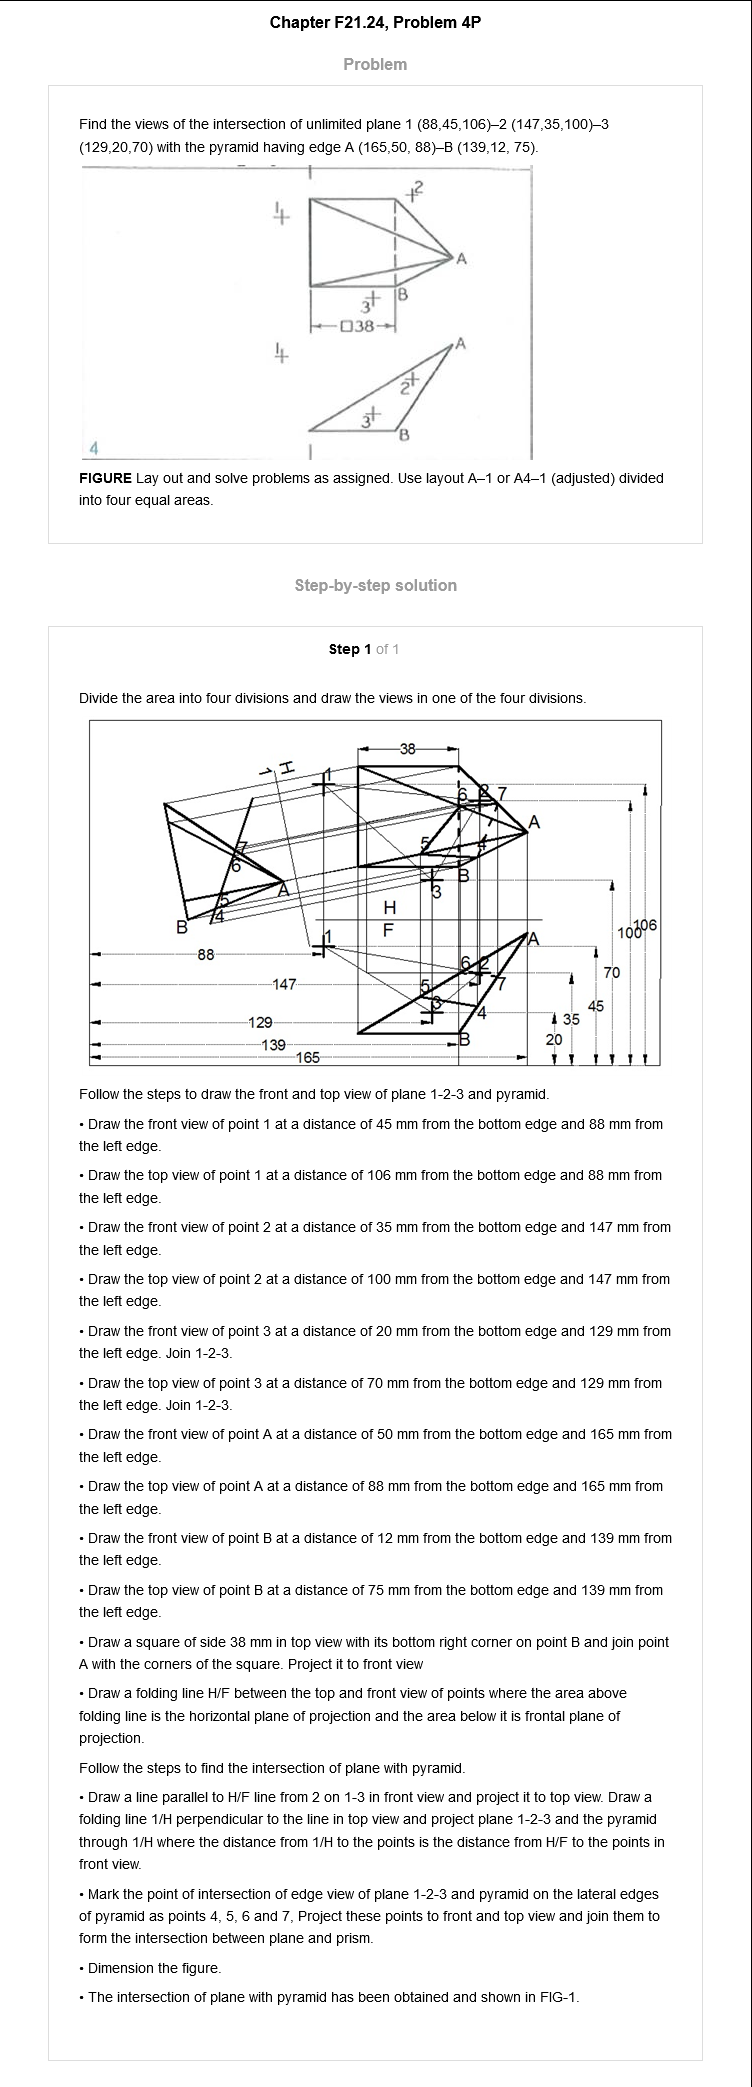 Chapter F21.24, Problem 4P
Problem
Find the views of the intersection of unlimited plane 1 (88,45,106)–2 (147,35,100)–3
(129,20,70) with the pyramid having edge A (165,50, 88)–B (139,12, 75).
1
2
A
3
B
□38
1
A
2
3
B
4
FIGURE Lay out and solve problems as assigned. Use layout A–1 or A4–1 (adjusted) divided
into four equal areas.
Step-by-step solution
Step 1 of 1
Divide the area into four divisions and draw the views in one of the four divisions.
38
1
H
1
6
2
7
A
7
5
4
7
6
B
3
A
5
4
B
H
F
106
100
1
A
88
6
2
70
147
5
7
3
4
45
129
35
139
B
20
165
Follow the steps to draw the front and top view of plane 1-2-3 and pyramid.
• Draw the front view of point 1 at a distance of 45 mm from the bottom edge and 88 mm from
the left edge.
• Draw the top view of point 1 at a distance of 106 mm from the bottom edge and 88 mm from
the left edge.
• Draw the front view of point 2 at a distance of 35 mm from the bottom edge and 147 mm from
the left edge.
• Draw the top view of point 2 at a distance of 100 mm from the bottom edge and 147 mm from
the left edge.
• Draw the front view of point 3 at a distance of 20 mm from the bottom edge and 129 mm from
the left edge. Join 1-2-3.
• Draw the top view of point 3 at a distance of 70 mm from the bottom edge and 129 mm from
the left edge. Join 1-2-3.
• Draw the front view of point A at a distance of 50 mm from the bottom edge and 165 mm from
the left edge.
• Draw the top view of point A at a distance of 88 mm from the bottom edge and 165 mm from
the left edge.
• Draw the front view of point B at a distance of 12 mm from the bottom edge and 139 mm from
the left edge.
• Draw the top view of point B at a distance of 75 mm from the bottom edge and 139 mm from
the left edge.
• Draw a square of side 38 mm in top view with its bottom right corner on point B and join point
A with the corners of the square. Project it to front view
• Draw a folding line H/F between the top and front view of points where the area above
folding line is the horizontal plane of projection and the area below it is frontal plane of
projection.
Follow the steps to find the intersection of plane with pyramid.
• Draw a line parallel to H/F line from 2 on 1-3 in front view and project it to top view. Draw a
folding line 1/H perpendicular to the line in top view and project plane 1-2-3 and the pyramid
through 1/H where the distance from 1/H to the points is the distance from H/F to the points in
front view.
• Mark the point of intersection of edge view of plane 1-2-3 and pyramid on the lateral edges
of pyramid as points 4, 5, 6 and 7, Project these points to front and top view and join them to
form the intersection between plane and prism.
• Dimension the figure.
• The intersection of plane with pyramid has been obtained and shown in FIG-1.